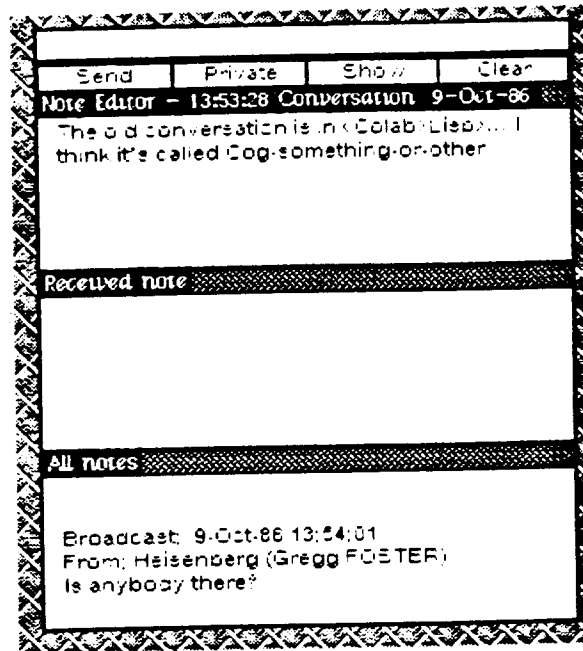 Send Private Show Clear
Note Editor - 13:53:28 Conversation 9-Oct-86
The old conversation is in <Colab>Lisp>... I
think it's called Cog-something-or-other
Received note
All notes
Broadcast: 9-Oct-86 13:54:01
From: Heisenberg (Gregg FOSTER)
Is anybody there?